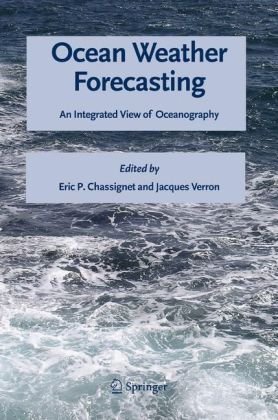 Ocean Weather
Forecasting
An Integrated View of Oceanography
Edited by
Eric P. Chassignet and Jacques Verron
Springer